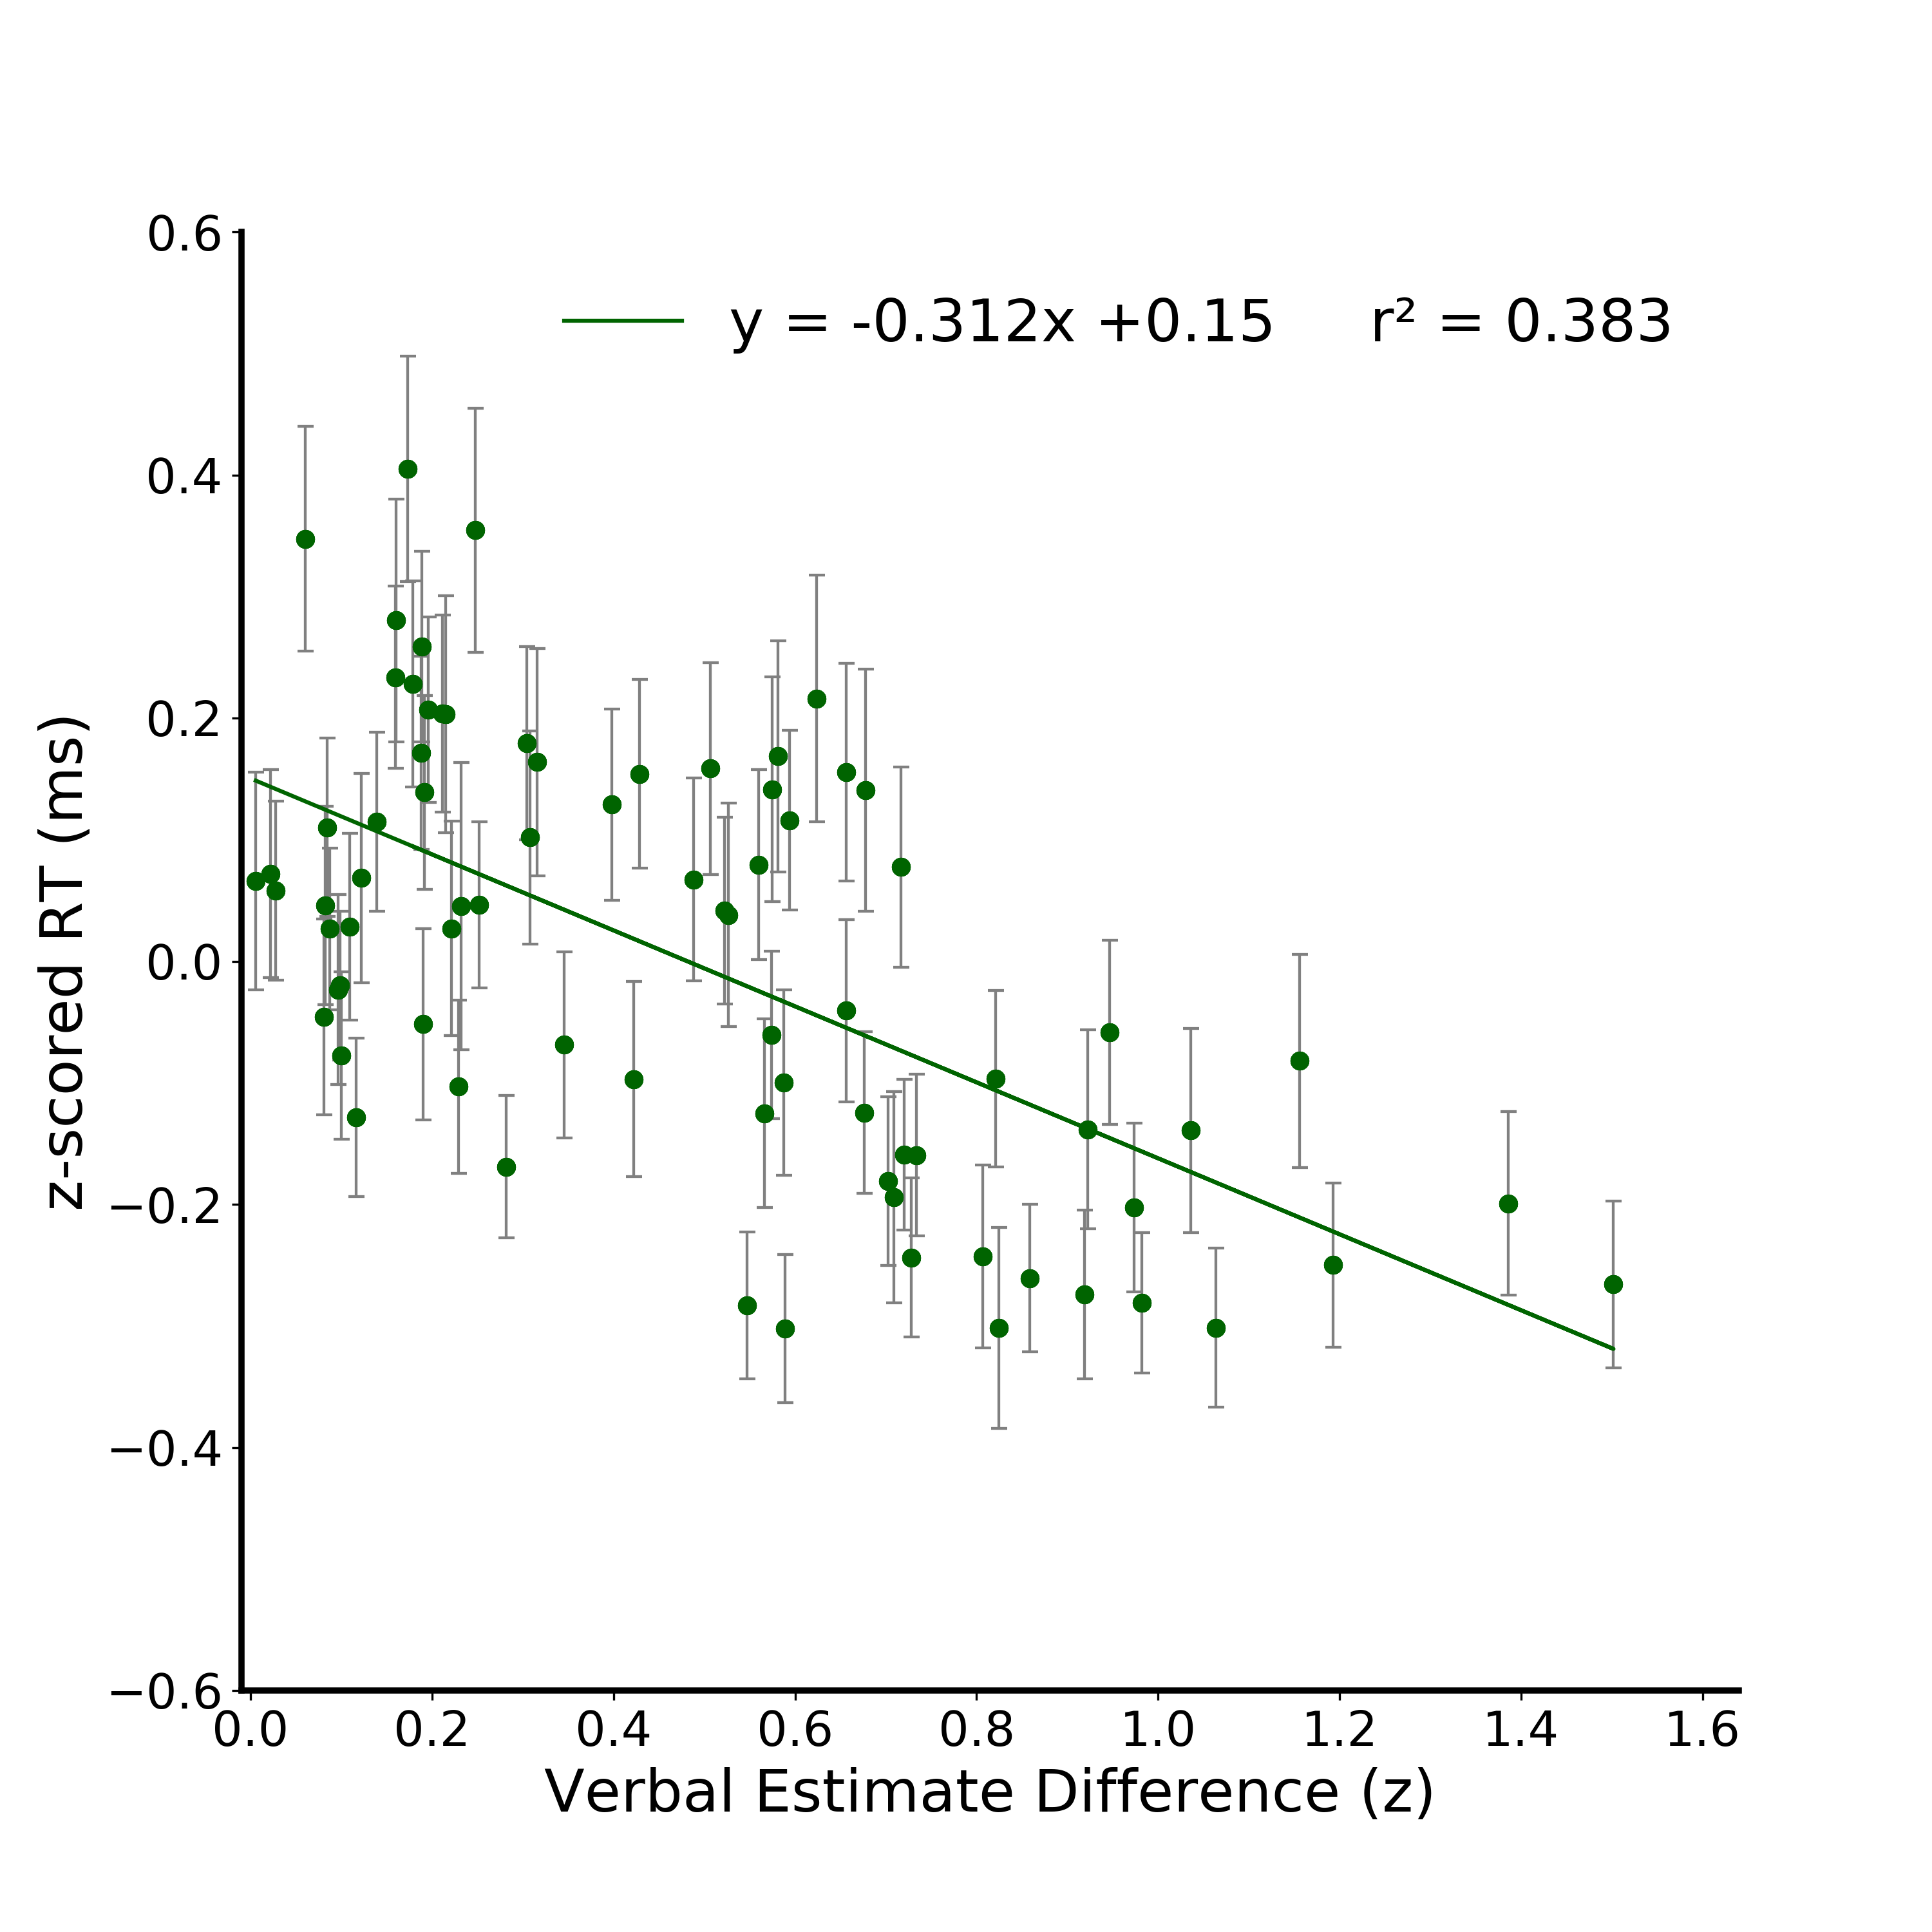 y = -0.312x +0.15 r² = 0.383
0.6
0.4
0.2
0.0
−0.2
−0.4
−0.6
z-scored RT (ms)
0.0 0.2 0.4 0.6 0.8 1.0 1.2 1.4 1.6
Verbal Estimate Difference (z)